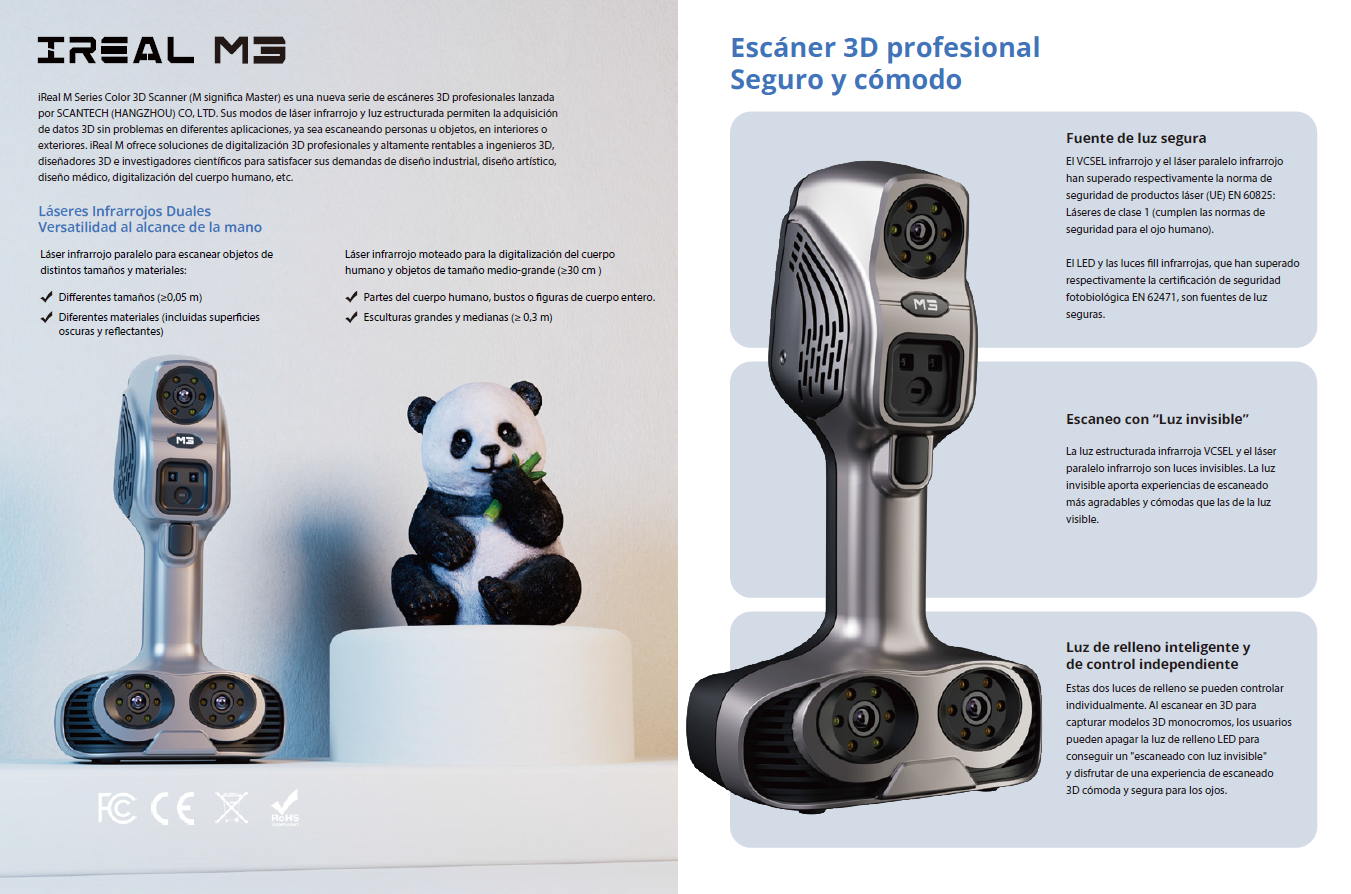 IREAL M3
iReal M Series Color 3D Scanner (M significa Master) es una nueva serie de escáneres 3D profesionales lanzada
por SCANTECH (HANGZHOU) CO, LTD. Sus modos de láser infrarrojo y luz estructurada permiten la adquisición
de datos 3D sin problemas en diferentes aplicaciones, ya sea escaneando personas u objetos, en interiores o
exteriores. iReal M ofrece soluciones de digitalización 3D profesionales y altamente rentables a ingenieros 3D,
diseñadores 3D e investigadores científicos para satisfacer sus demandas de diseño industrial, diseño artístico,
diseño médico, digitalización del cuerpo humano, etc.
Láseres Infrarrojos Duales
Versatilidad al alcance de la mano
Láser infrarrojo paralelo para escanear objetos de
distintos tamaños y materiales:
Differentes tamaños (≥0,05 m)
Diferentes materiales (incluidas superficies
oscuras y reflectantes)
Láser infrarrojo moteado para la digitalización del cuerpo
humano y objetos de tamaño medio-grande (≥30 cm )
Partes del cuerpo humano, bustos o figuras de cuerpo entero.
Esculturas grandes y medianas (≥ 0,3 m)
M3
FC CE RoHS
COMPLIANT
Escáner 3D profesional
Seguro y cómodo
Fuente de luz segura
El VCSEL infrarrojo y el láser paralelo infrarrojo
han superado respectivamente la norma de
seguridad de productos láser (UE) EN 60825:
Láseres de clase 1 (cumplen las normas de
seguridad para el ojo humano).
El LED y las luces fill infrarrojas, que han superado
respectivamente la certificación de seguridad
fotobiológica EN 62471, son fuentes de luz
seguras.
M3
Escaneo con “Luz invisible”
La luz estructurada infrarroja VCSEL y el láser
paralelo infrarrojo son luces invisibles. La luz
invisible aporta experiencias de escaneado
más agradables y cómodas que las de la luz
visible.
Luz de relleno inteligente y
de control independiente
Estas dos luces de relleno se pueden controlar
individualmente. Al escanear en 3D para
capturar modelos 3D monocromos, los usuarios
pueden apagar la luz de relleno LED para
conseguir un "escaneado con luz invisible"
y disfrutar de una experiencia de escaneado
3D cómoda y segura para los ojos.